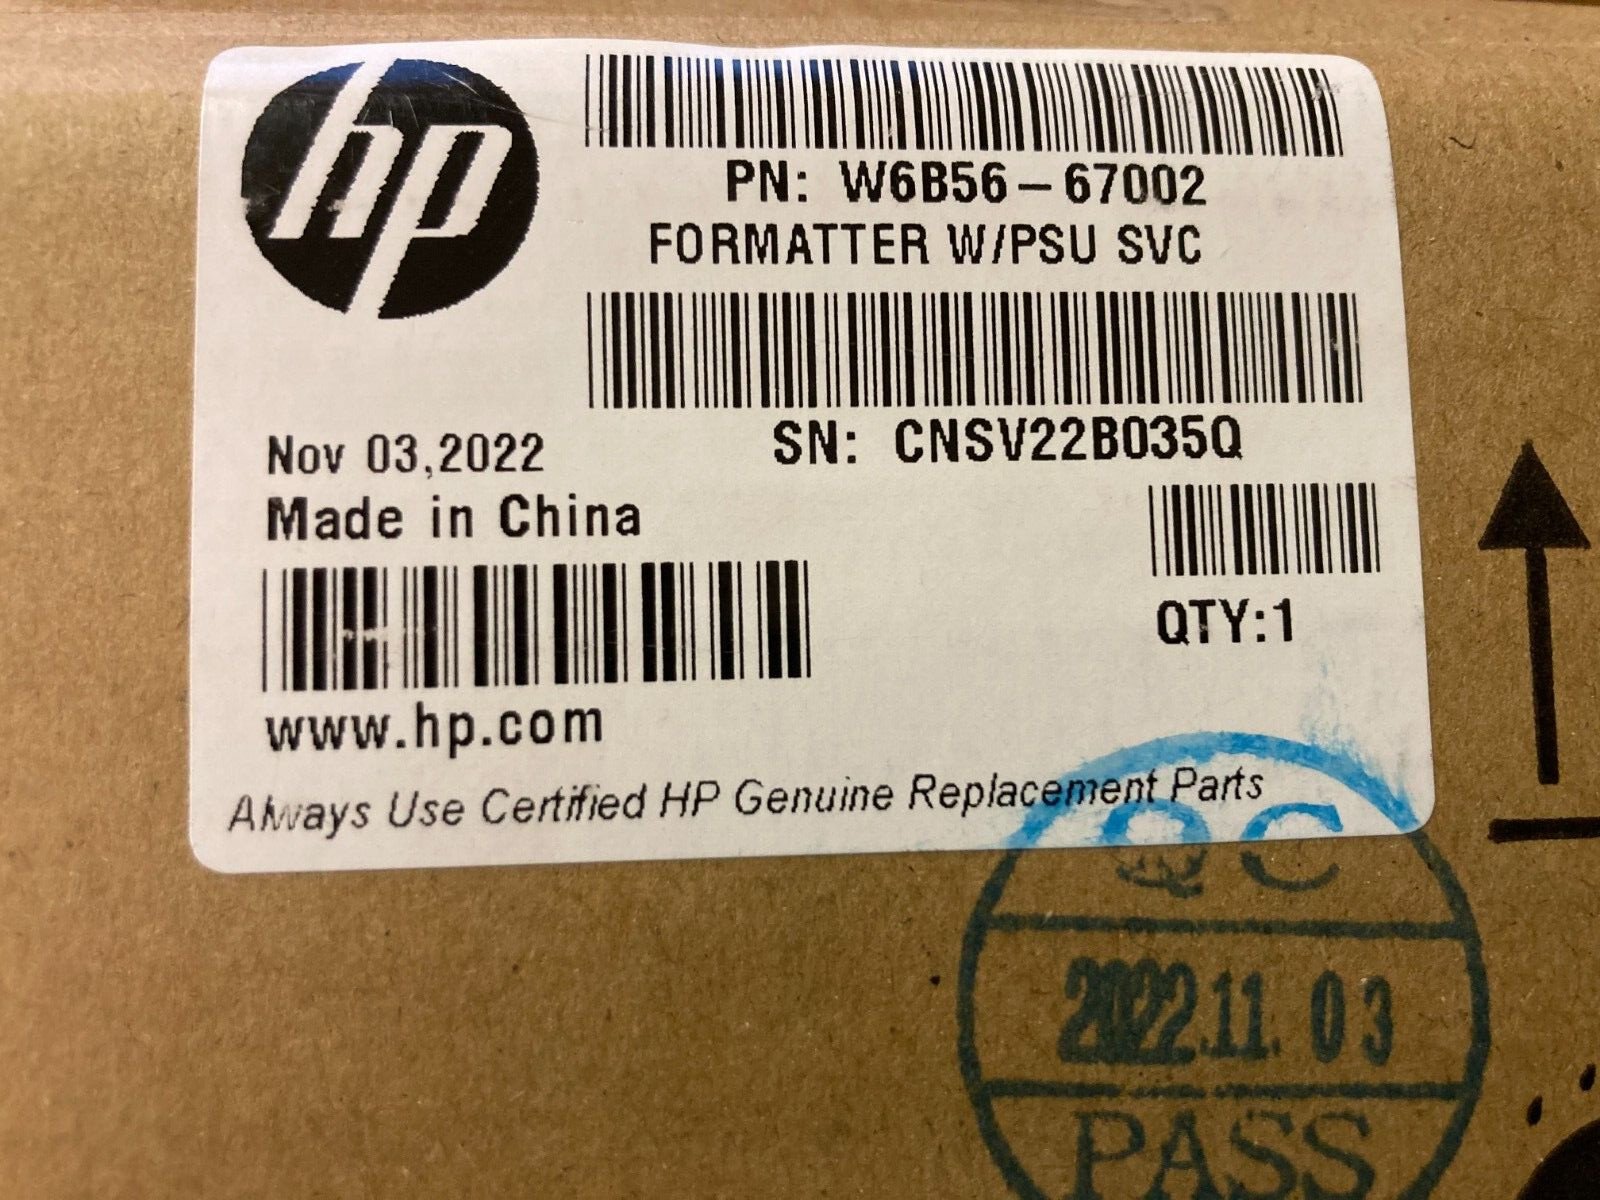 hp
PN: W6B56-67002
FORMATTER W/PSU SVC
SN: CNSV22B035Q
Nov 03,2022
Made in China
QTY:1
www.hp.com
Always Use Certified HP Genuine Replacement Parts
QC
2022.11.03
PASS